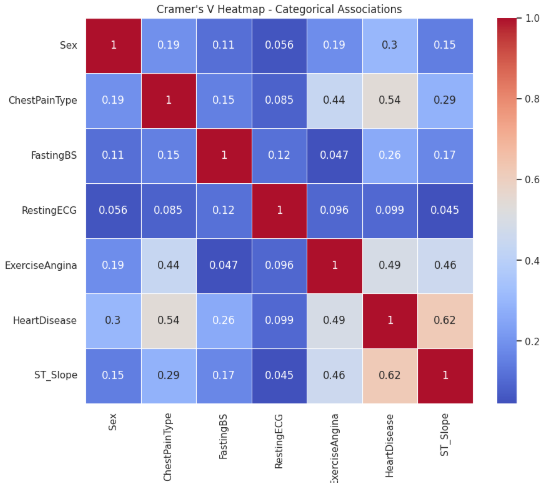 Cramer's V Heatmap - Categorical Associations
Sex 1 0.19 0.11 0.056 0.19 0.3 0.15
ChestPainType 0.19 1 0.15 0.085 0.44 0.54 0.29
FastingBS 0.11 0.15 1 0.12 0.047 0.26 0.17
RestingECG 0.056 0.085 0.12 1 0.096 0.099 0.045
ExerciseAngina 0.19 0.44 0.047 0.096 1 0.49 0.46
HeartDisease 0.3 0.54 0.26 0.099 0.49 1 0.62
ST_Slope 0.15 0.29 0.17 0.045 0.46 0.62 1
Sex
ChestPainType
FastingBS
RestingECG
ExerciseAngina
HeartDisease
ST_Slope
1.0
0.8
0.6
0.4
0.2